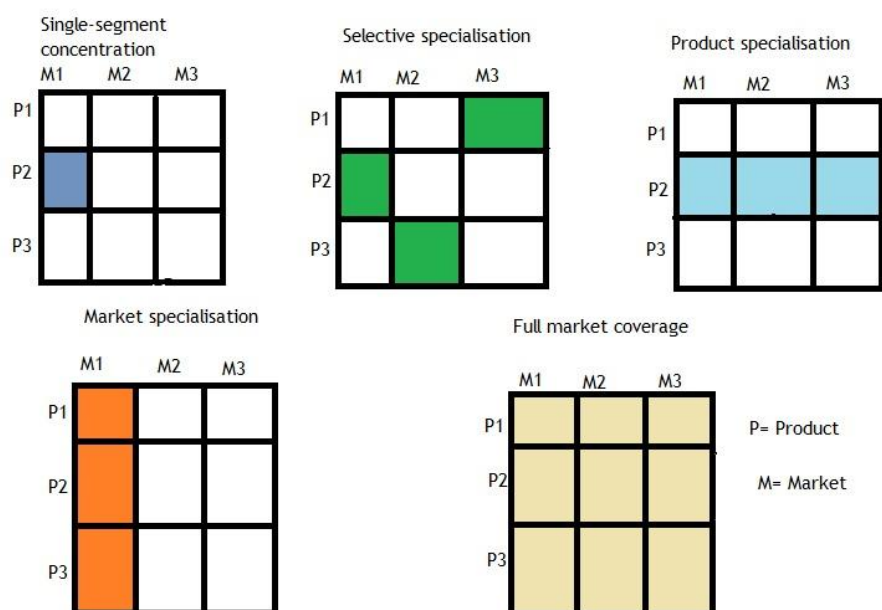 Single-segment
concentration
M1 M2 M3
P1
P2
P3
Selective specialisation
M1 M2 M3
P1
P2
P3
Product specialisation
M1 M2 M3
P1
P2
P3
Market specialisation
M1 M2 M3
P1
P2
P3
Full market coverage
M1 M2 M3
P1
P2
P3
P= Product
M= Market